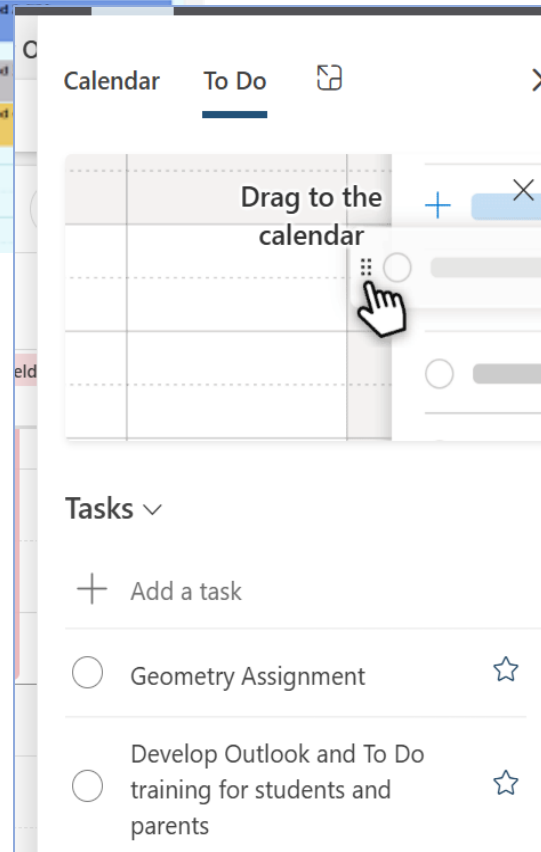 Calendar To Do
Drag to the
calendar
eld
Tasks
Add a task
Geometry Assignment
Develop Outlook and To Do
training for students and
parents